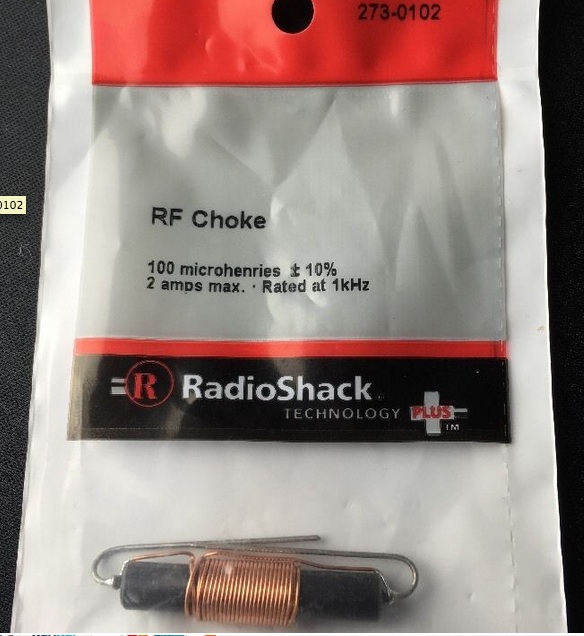 273-0102
0102
RF Choke
100 microhenries ± 10%
2 amps max. · Rated at 1kHz
R RadioShack
TECHNOLOGY PLUS TM